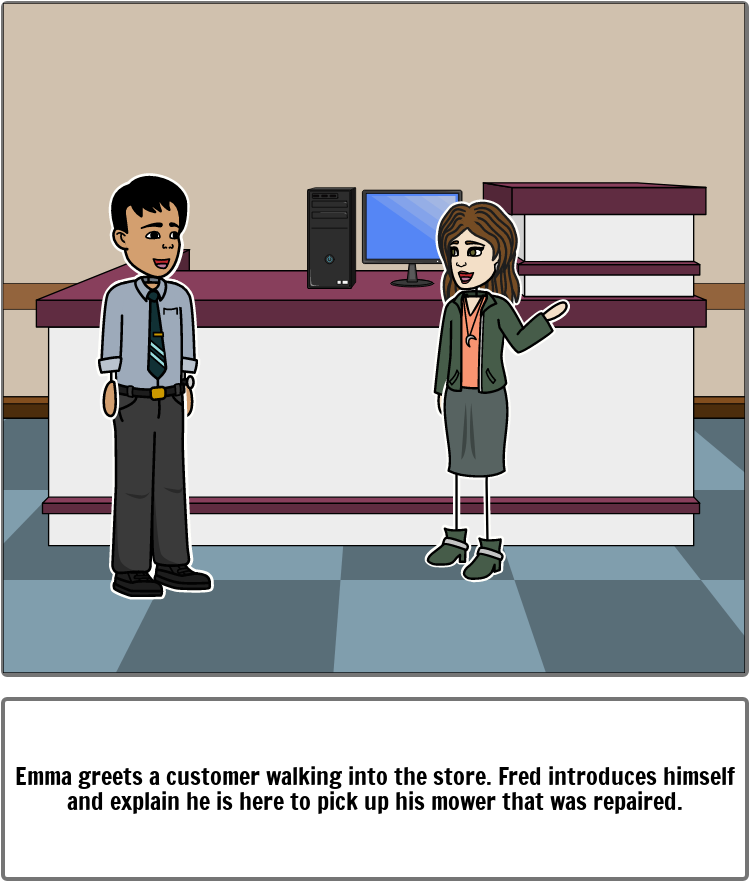 Emma greets a customer walking into the store. Fred introduces himself
and explain he is here to pick up his mower that was repaired.